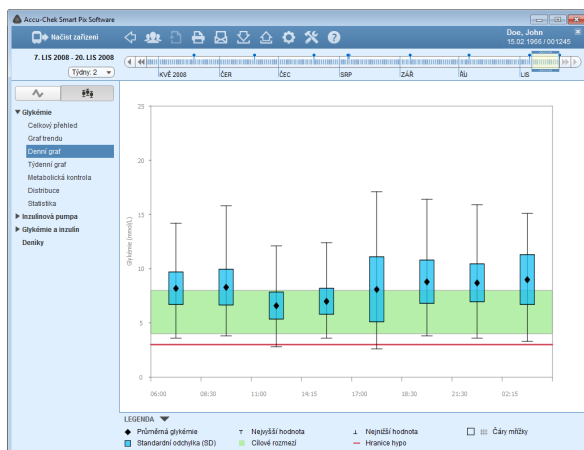 Accu-Chek Smart Pix Software
Načíst zařízení
Doe, John
15.02.1966 / 001245
7. LIS 2008 - 20. LIS 2008
Týdny: 2
KVĚ 2008
ČER
ČEC
SRP
ZÁŘ
ŘÍJ
LIS
Glykémie
Celkový přehled
Graf trendu
Denní graf
Týdenní graf
Metabolická kontrola
Distribuce
Statistika
Inzulínová pumpa
Glykémie a inzulín
Deníky
Glykémie (mmol/L)
25
20
15
10
5
0
06:00
08:30
11:00
14:15
17:00
19:30
21:30
02:15
LEGENDA
Průměrná glykémie
Nejvyšší hodnota
Nejnižší hodnota
Čáry mřížky
Standardní odchylka (SD)
Cílové rozmezí
Hranice hypo